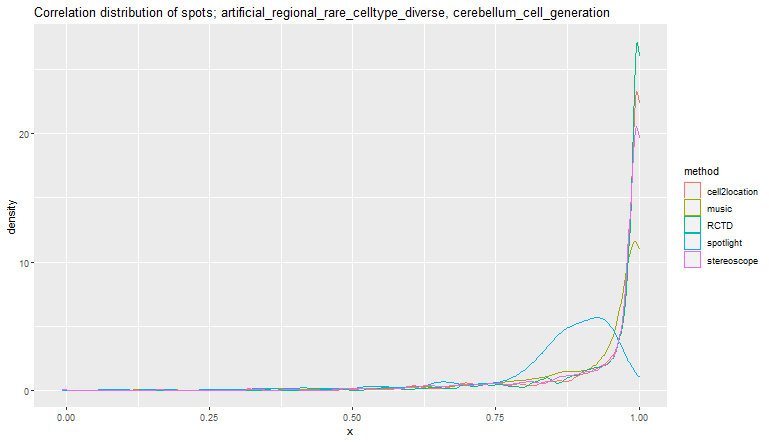 Correlation distribution of spots; artificial_regional_rare_celltype_diverse, cerebellum_cell_generation
20
10
0
density
0.00 0.25 0.50 0.75 1.00
x
method
cell2location
music
RCTD
spotlight
stereoscope